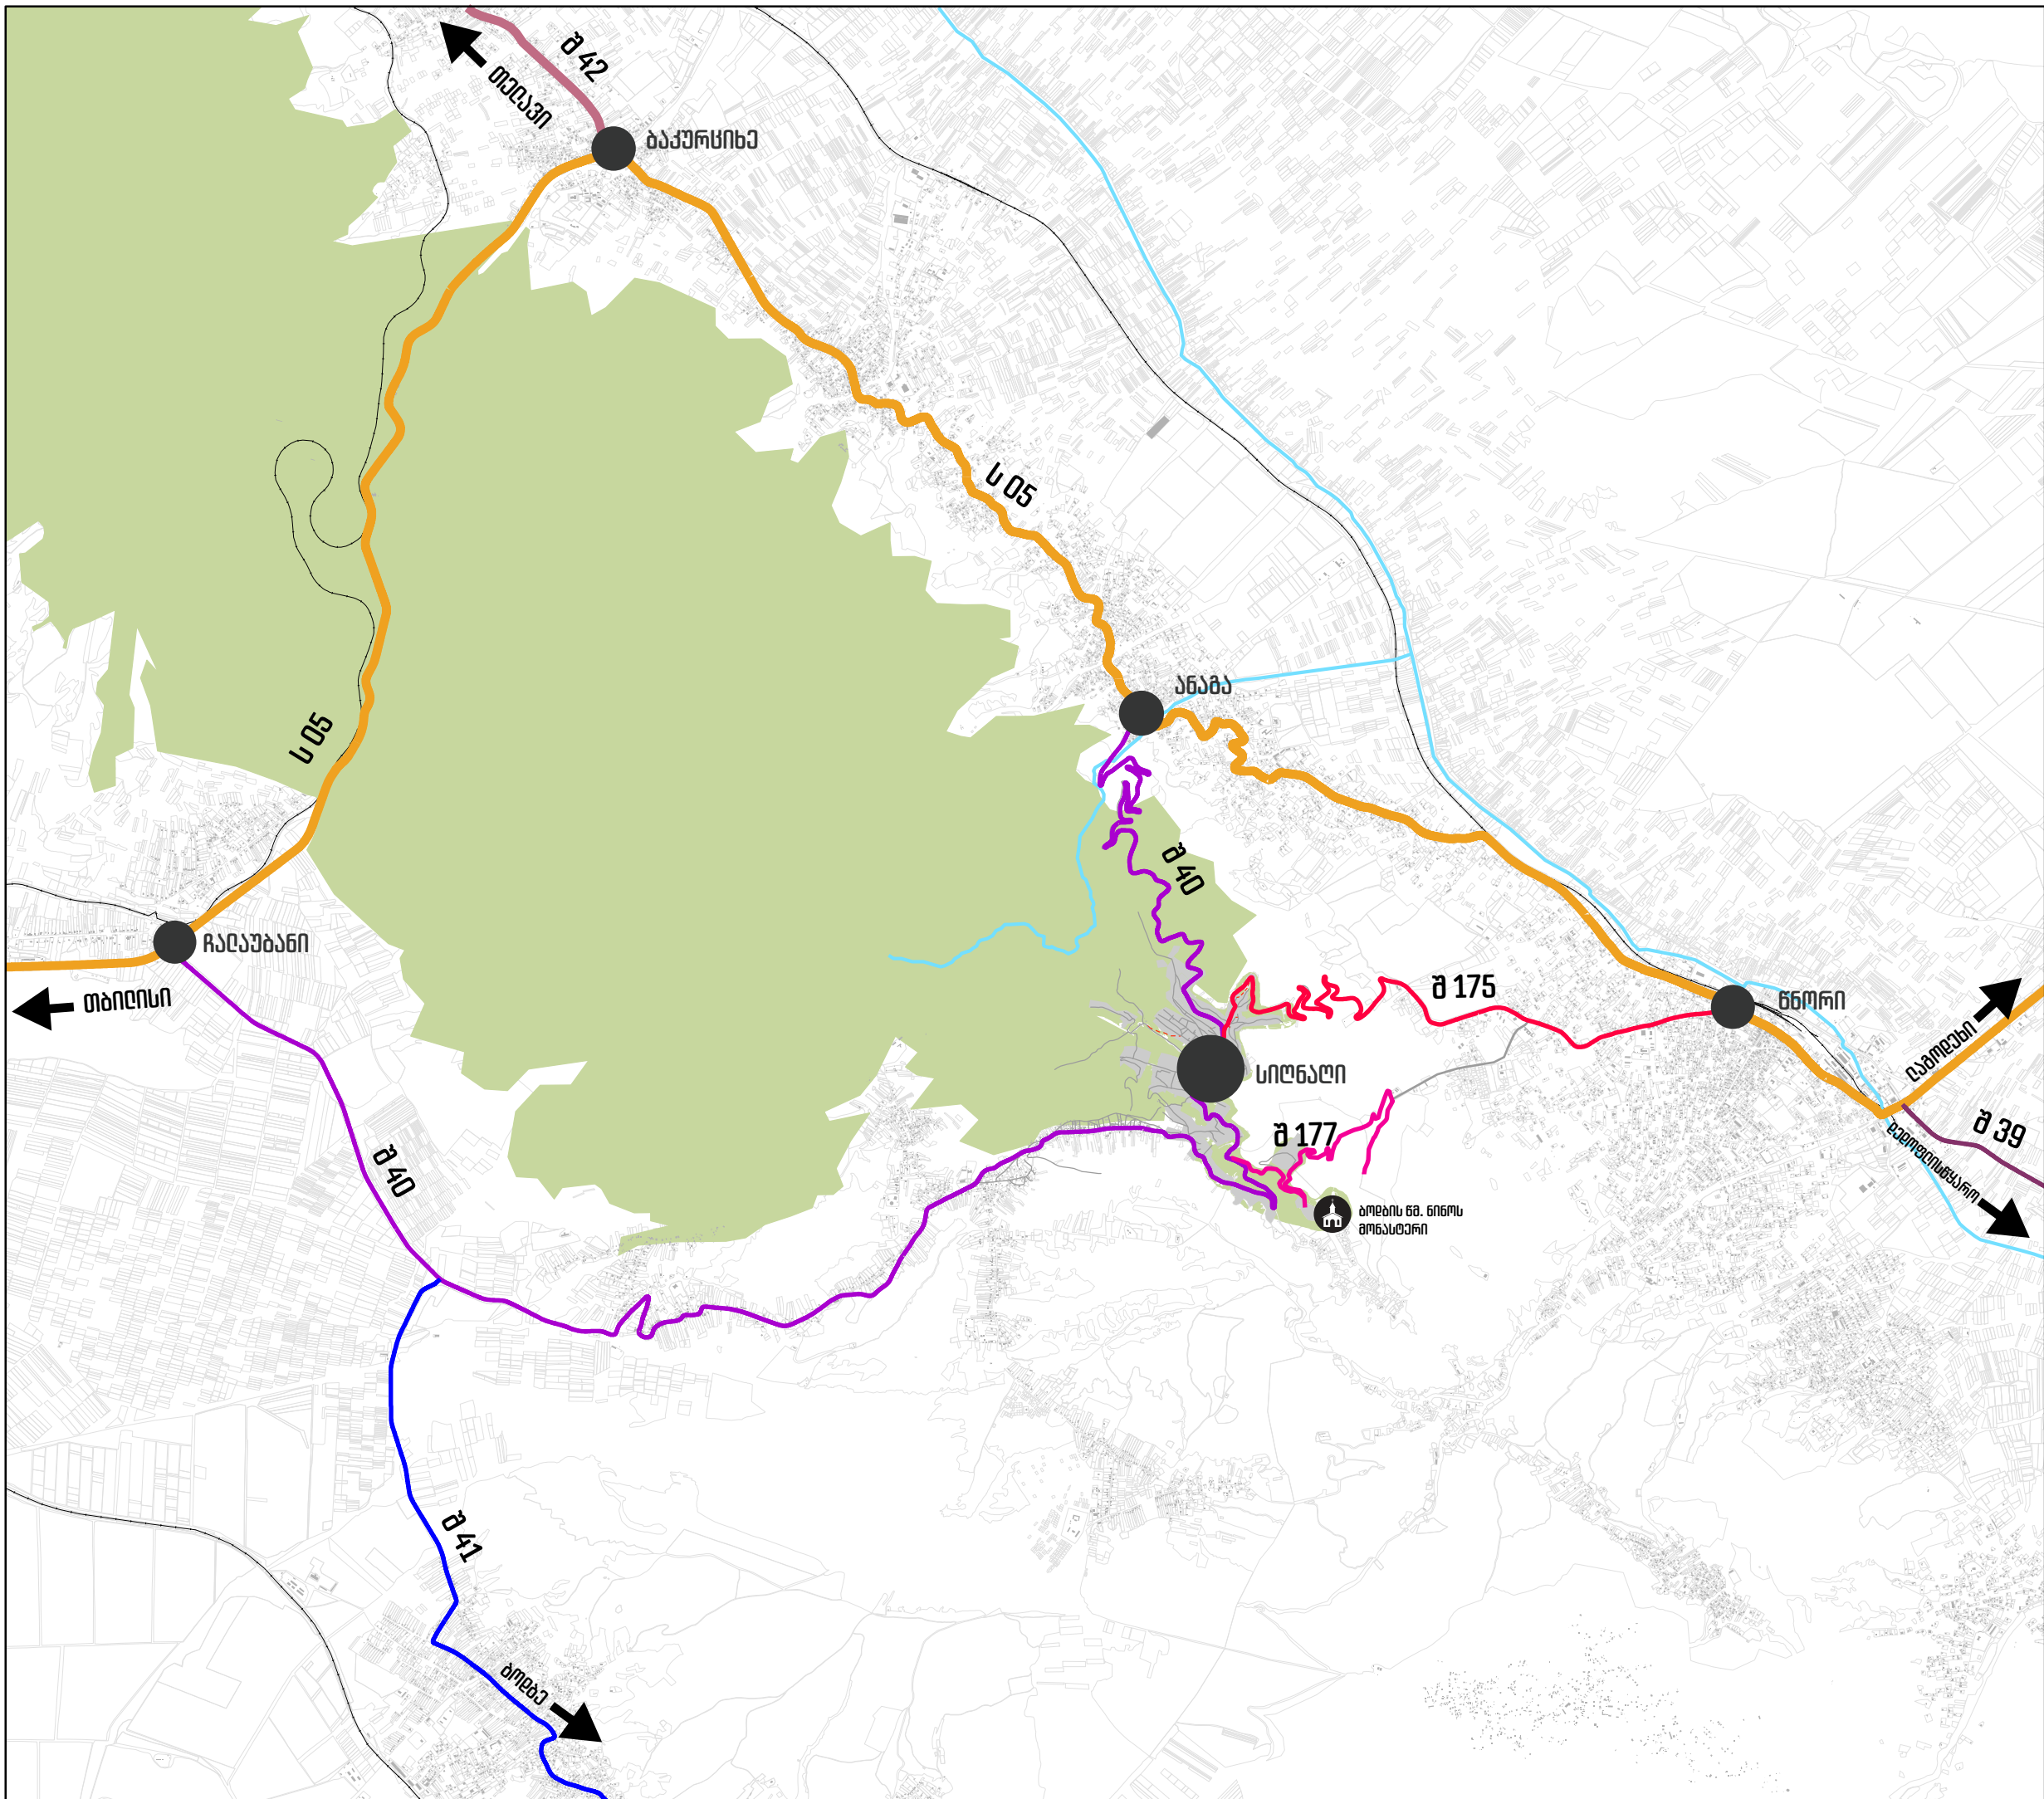 შ 42
თელავი
ბაკურციხე
ს 05
ანაგა
ს 05
შ 40
ჩალაუბანი
თბილისი
შ 175
წნორი
ლაგოდეხი
სიღნაღი
შ 177
შ 39
დედოფლისწყარო
შ 40
ბოდბის წმ. ნინოს
მონასტერი
შ 41
ბოდბე